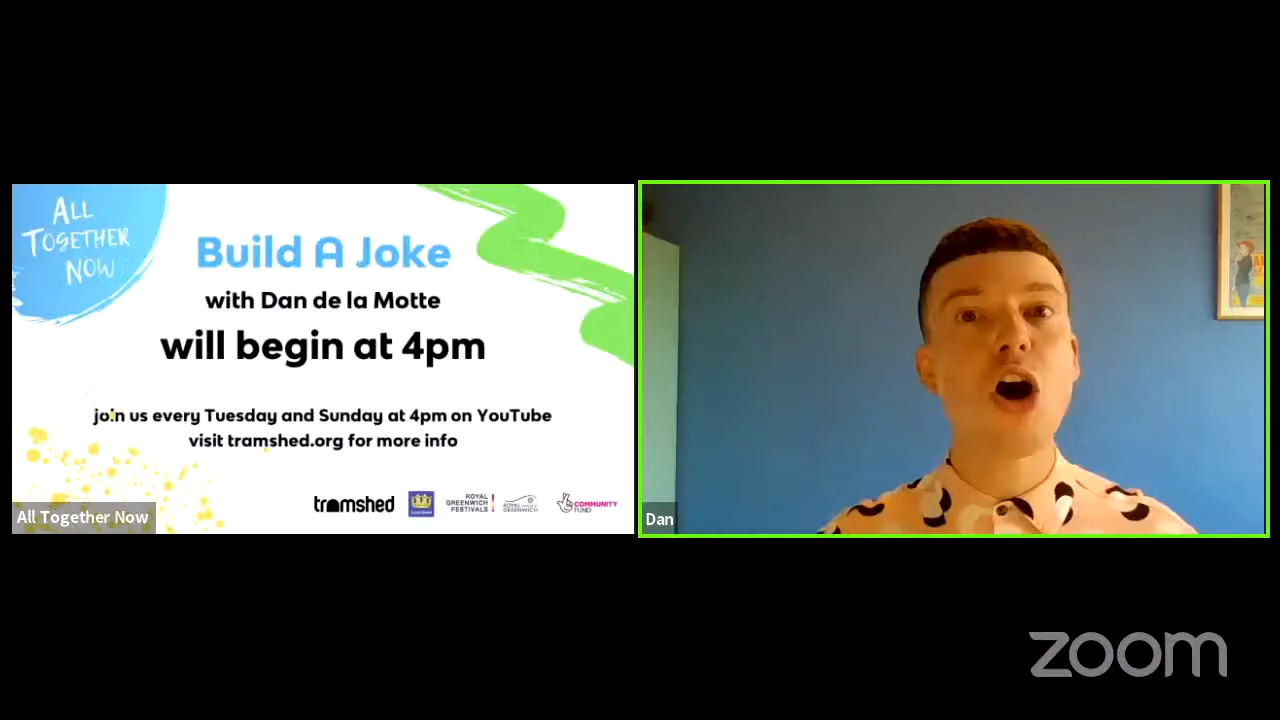 ALL
TOGETHER
NOW
Build A Joke
with Dan de la Motte
will begin at 4pm
join us every Tuesday and Sunday at 4pm on YouTube
visit tramshed.org for more info
tramshed
ROYAL
GREENWICH
FESTIVALS
ROYAL
GREENWICH
COMMUNITY
FUND
All Together Now
Dan
zoom